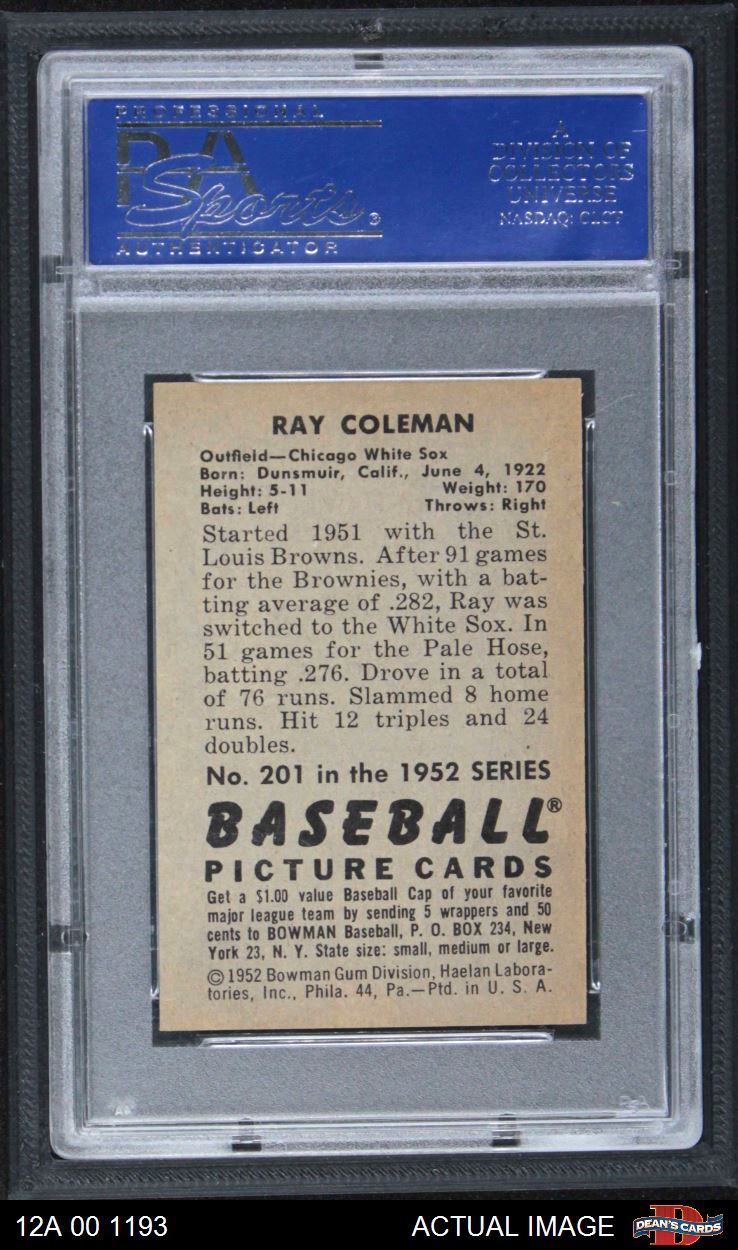 PROFESSIONAL
PSA
Sports®
AUTHENTICATOR
A
DIVISION OF
COLLECTORS
UNIVERSE
NASDAQ: CLCT
RAY COLEMAN
Outfield—Chicago White Sox
Born: Dunsmuir, Calif., June 4, 1922
Height: 5-11 Weight: 170
Bats: Left Throws: Right
Started 1951 with the St.
Louis Browns. After 91 games
for the Brownies, with a bat-
ting average of .282, Ray was
switched to the White Sox. In
51 games for the Pale Hose,
batting .276. Drove in a total
of 76 runs. Slammed 8 home
runs. Hit 12 triples and 24
doubles.
No. 201 in the 1952 SERIES
BASEBALL®
PICTURE CARDS
Get a $1.00 value Baseball Cap of your favorite
major league team by sending 5 wrappers and 50
cents to BOWMAN Baseball, P. O. BOX 234, New
York 23, N. Y. State size: small, medium or large.
©1952 Bowman Gum Division, Haelan Labora-
tories, Inc., Phila. 44, Pa.—Ptd. in U. S. A.
PSA
12A 00 1193
ACTUAL IMAGE
D
DEAN'S CARDS